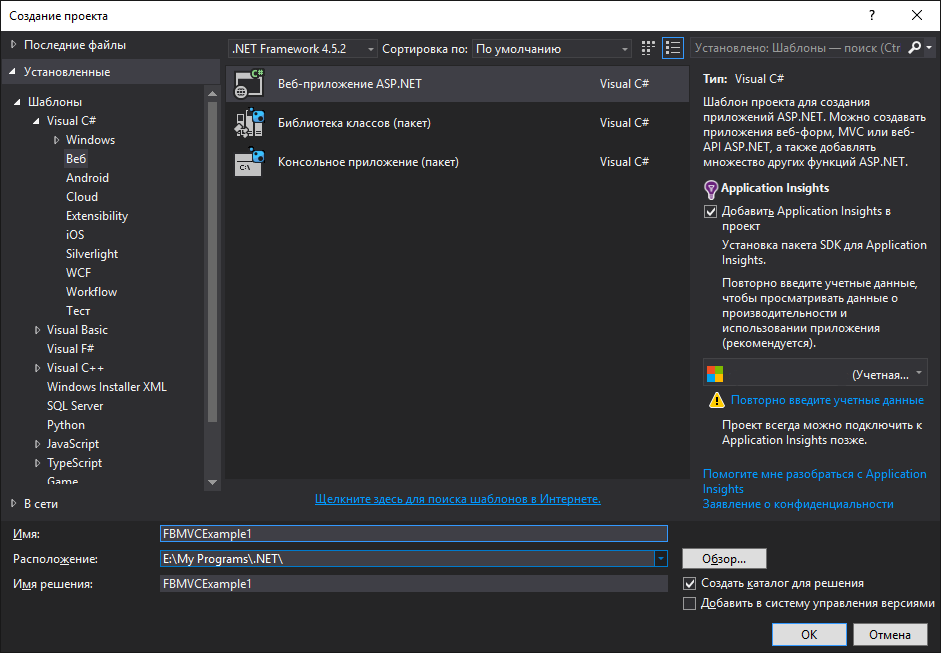 Создание проекта
?
Последние файлы
.NET Framework 4.5.2
Сортировка по:
По умолчанию
Установлено: Шаблоны — поиск (Ctr
Установленные
Шаблоны
Visual C#
Windows
Веб
Android
Cloud
Extensibility
iOS
Silverlight
WCF
Workflow
Тест
Visual Basic
Visual F#
Visual C++
Windows Installer XML
SQL Server
Python
JavaScript
TypeScript
Game
В сети
C#
Веб-приложение ASP.NET
Visual C#
Библиотека классов (пакет)
Visual C#
C:\
Консольное приложение (пакет)
Visual C#
Щелкните здесь для поиска шаблонов в Интернете.
Тип: Visual C#
Шаблон проекта для создания
приложений ASP.NET. Можно создавать
приложения веб-форм, MVC или веб-
API ASP.NET, а также добавлять
множество других функций ASP.NET.
Application Insights
Добавить Application Insights в
проект
Установка пакета SDK для Application
Insights.
Повторно введите учетные данные,
чтобы просматривать данные о
производительности и
использовании приложения
(рекомендуется).
(Учетная...
Повторно введите учетные данные
Проект всегда можно подключить к
Application Insights позже.
Помогите мне разобраться с Application
Insights
Заявление о конфиденциальности
Имя:
FBMVCExample1
Расположение:
E:\My Programs\.NET\
Обзор...
Имя решения:
FBMVCExample1
Создать каталог для решения
Добавить в систему управления версиями
OK
Отмена